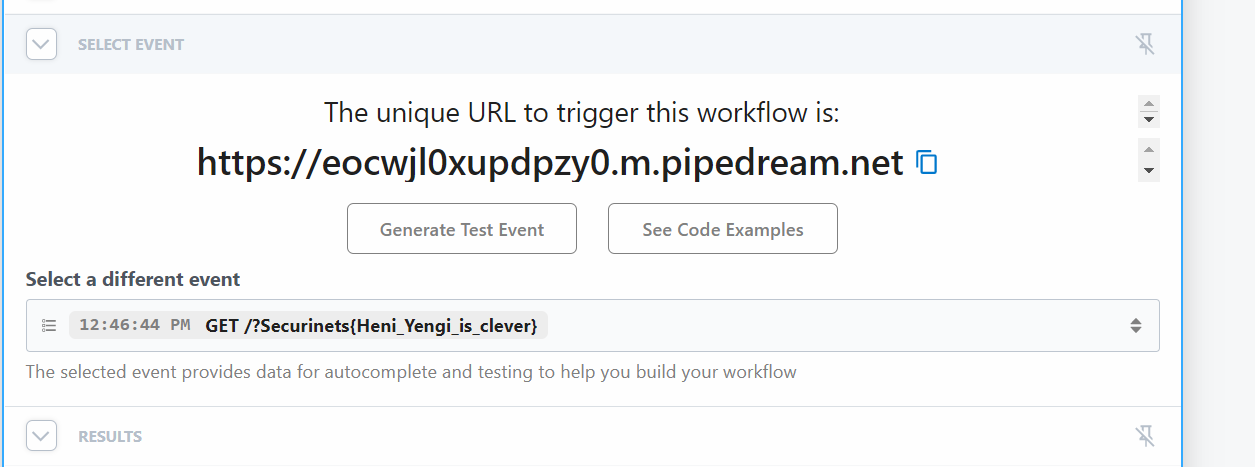 SELECT EVENT
The unique URL to trigger this workflow is:
https://eocwjl0xupdpzy0.m.pipedream.net
Generate Test Event
See Code Examples
Select a different event
12:46:44 PM GET /?Securinets{Heni_Yengi_is_clever}
The selected event provides data for autocomplete and testing to help you build your workflow
RESULTS